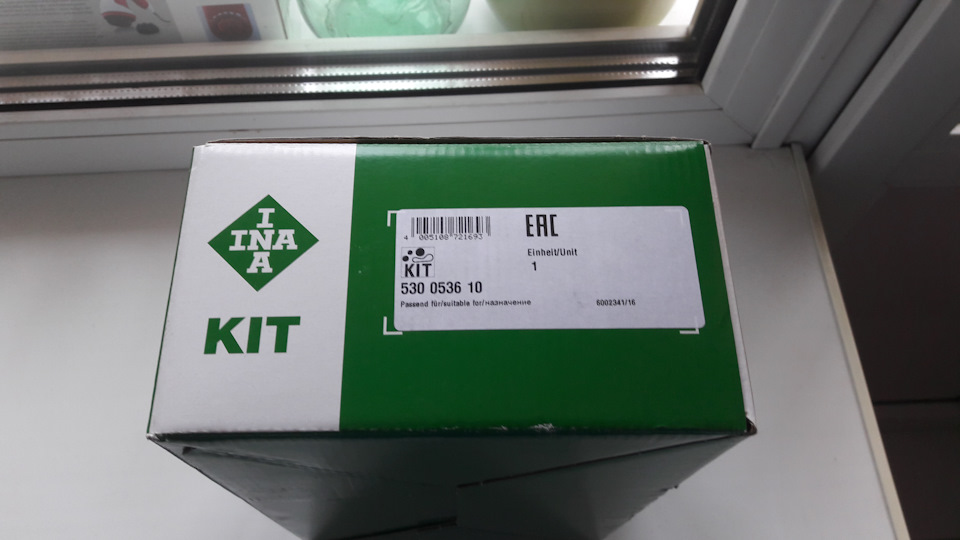 INA
INA
KIT
4 005108 721693
EAC
KIT
Einheit/Unit
1
530 0536 10
Passend für/suitable for/назначение
6002341/16